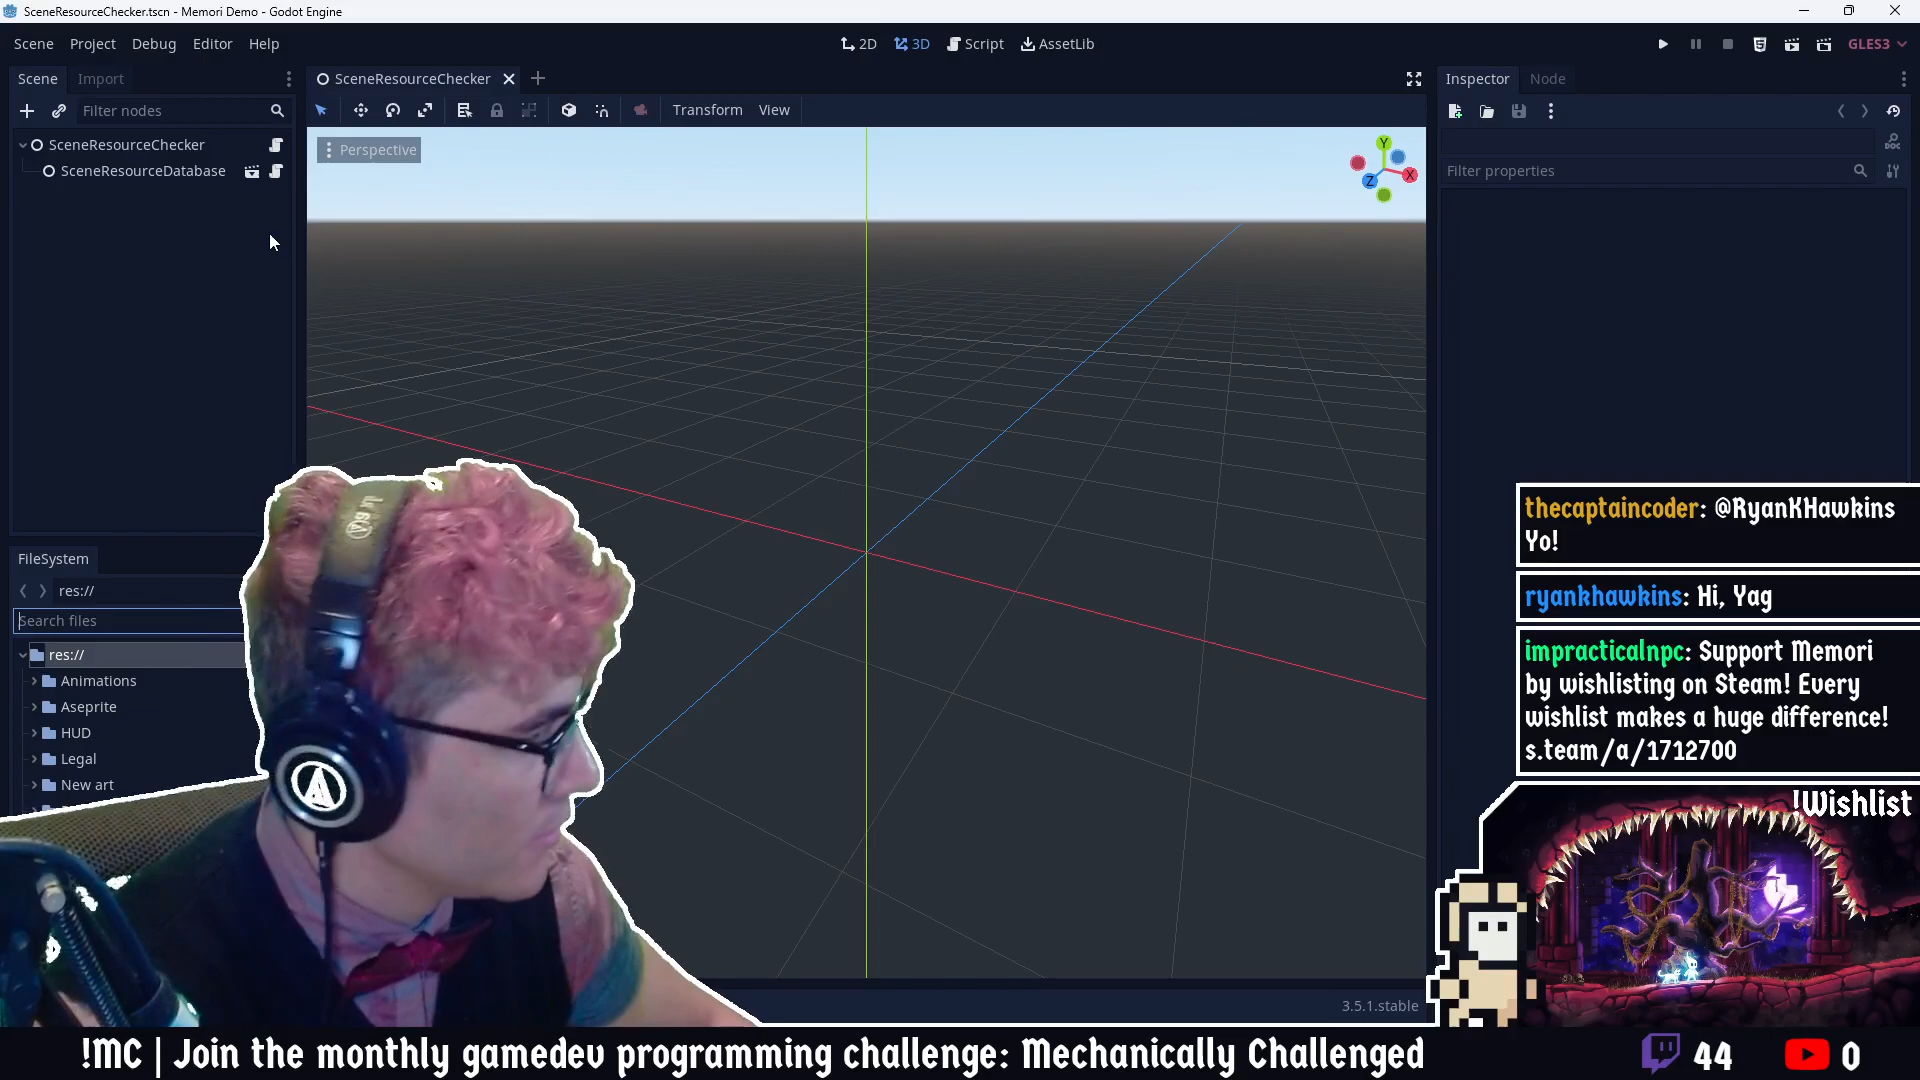 SceneResourceChecker.tscn - Memori Demo - Godot Engine
Scene Project Debug Editor Help
2D 3D Script AssetLib
GLES3
Scene Import
SceneResourceChecker
Inspector Node
Filter nodes
Transform View
SceneResourceChecker
SceneResourceDatabase
Perspective
Y
X
Z
DOC
Filter properties
FileSystem
res://
Search files
res://
Animations
Aseprite
HUD
Legal
New art
3.5.1.stable
thecaptaincoder: @RyanKHawkins
Yo!
ryankhawkins: Hi, Yag
impracticalnpc: Support Memori
by wishlisting on Steam! Every
wishlist makes a huge difference!
s.team/a/1712700
!Wishlist
!MC | Join the monthly gamedev programming challenge: Mechanically Challenged
44
0